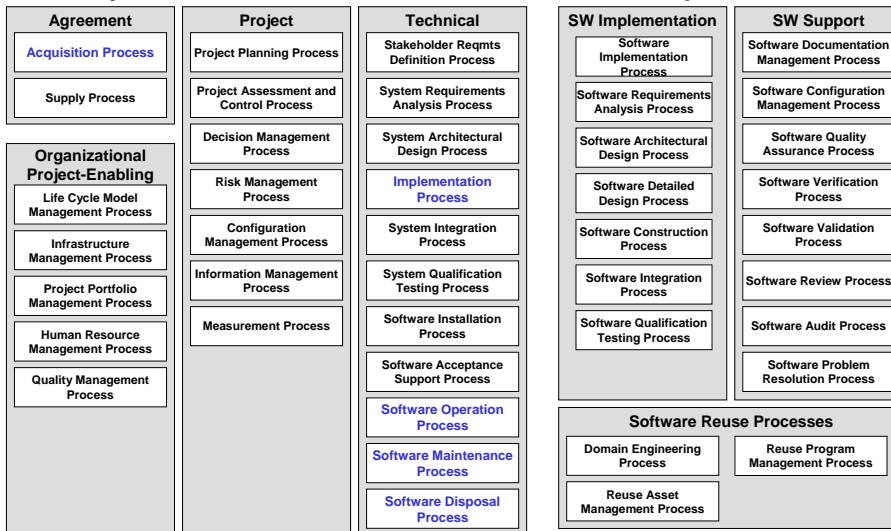 Agreement
Acquisition Process
Supply Process
Organizational
Project-Enabling
Life Cycle Model
Management Process
Infrastructure
Management Process
Project Portfolio
Management Process
Human Resource
Management Process
Quality Management
Process
Project
Project Planning Process
Project Assessment and
Control Process
Decision Management
Process
Risk Management
Process
Configuration
Management Process
Information Management
Process
Measurement Process
Technical
Stakeholder Reqmts
Definition Process
System Requirements
Analysis Process
System Architectural
Design Process
Implementation
Process
System Integration
Process
System Qualification
Testing Process
Software Installation
Process
Software Acceptance
Support Process
Software Operation
Process
Software Maintenance
Process
Software Disposal
Process
SW Implementation
Software
Implementation
Process
Software Requirements
Analysis Process
Software Architectural
Design Process
Software Detailed
Design Process
Software Construction
Process
Software Integration
Process
Software Qualification
Testing Process
SW Support
Software Documentation
Management Process
Software Configuration
Management Process
Software Quality
Assurance Process
Software Verification
Process
Software Validation
Process
Software Review Process
Software Audit Process
Software Problem
Resolution Process
Software Reuse Processes
Domain Engineering
Process
Reuse Program
Management Process
Reuse Asset
Management Process